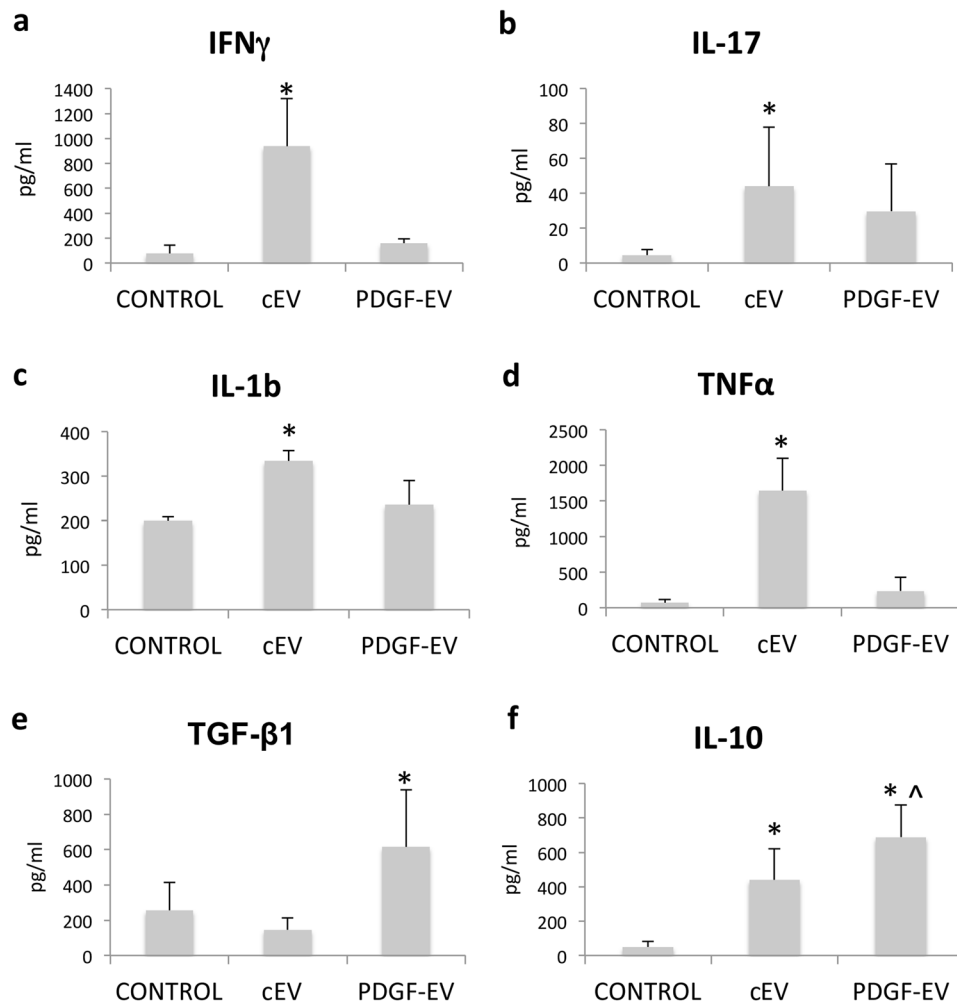 a
IFNγ
1400
1200
1000
800
600
400
200
0
pg/ml
*
CONTROL cEV PDGF-EV
b
IL-17
100
80
60
40
20
0
pg/ml
*
CONTROL cEV PDGF-EV
c
IL-1b
400
300
200
100
0
pg/ml
*
CONTROL cEV PDGF-EV
d
TNFα
2500
2000
1500
1000
500
0
pg/ml
*
CONTROL cEV PDGF-EV
e
TGF-β1
1000
800
600
400
200
0
pg/ml
*
CONTROL cEV PDGF-EV
f
IL-10
1000
800
600
400
200
0
pg/ml
*
* ^
CONTROL cEV PDGF-EV